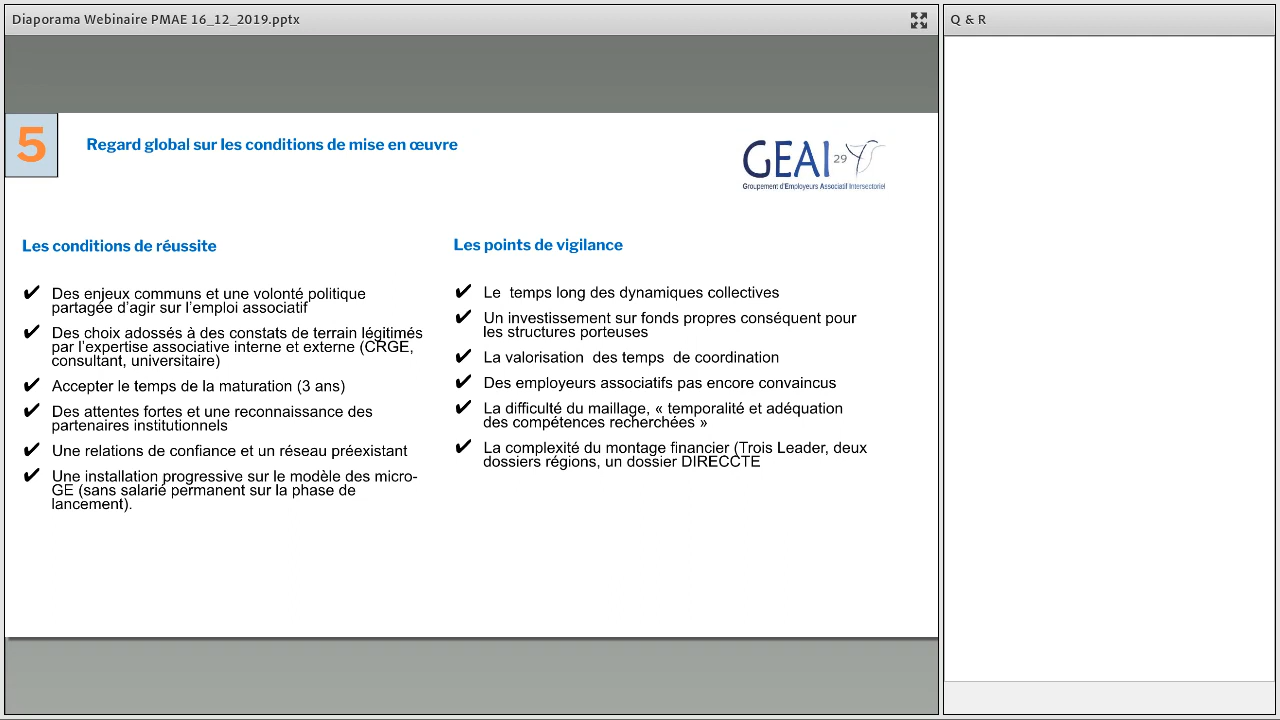 Diaporama Webinaire PMAE 16_12_2019.pptx
Q & R
5
Regard global sur les conditions de mise en œuvre
GEAI 29
Groupement d'Employeurs Associatif Intersectoriel
Les conditions de réussite
✔ Des enjeux communs et une volonté politique
partagée d'agir sur l'emploi associatif
✔ Des choix adossés à des constats de terrain légitimés
par l'expertise associative interne et externe (CRGE,
consultant, universitaire)
✔ Accepter le temps de la maturation (3 ans)
✔ Des attentes fortes et une reconnaissance des
partenaires institutionnels
✔ Une relations de confiance et un réseau préexistant
✔ Une installation progressive sur le modèle des micro-
GE (sans salarié permanent sur la phase de
lancement).
Les points de vigilance
✔ Le  temps long des dynamiques collectives
✔ Un investissement sur fonds propres conséquent pour
les structures porteuses
✔ La valorisation  des temps  de coordination
✔ Des employeurs associatifs pas encore convaincus
✔ La difficulté du maillage, « temporalité et adéquation
des compétences recherchées »
✔ La complexité du montage financier (Trois Leader, deux
dossiers régions, un dossier DIRECCTE